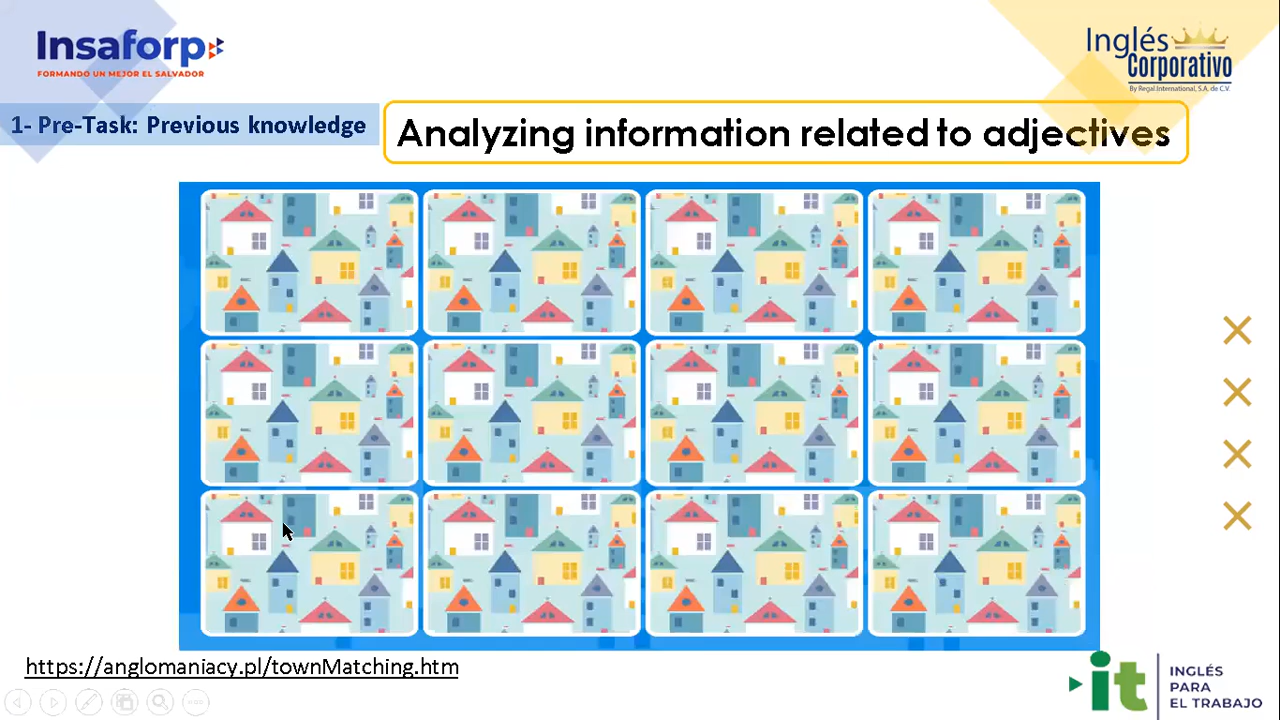 Insaforp
FORMANDO UN MEJOR EL SALVADOR
Inglés
Corporativo
By Regal International, S.A. de C.V.
1- Pre-Task: Previous knowledge
Analyzing information related to adjectives
https://anglomaniacy.pl/townMatching.htm
it
INGLÉS
PARA
EL TRABAJO